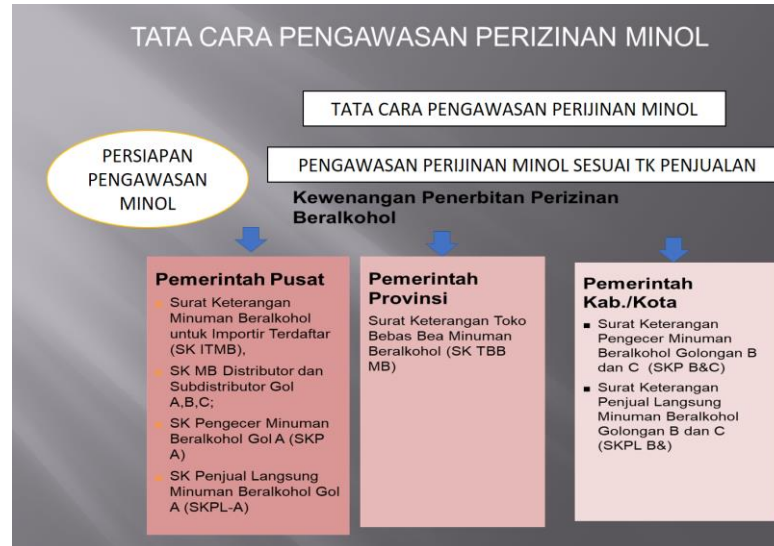 TATA CARA PENGAWASAN PERIZINAN MINOL
TATA CARA PENGAWASAN PERIJINAN MINOL
PERSIAPAN
PENGAWASAN
MINOL
PENGAWASAN PERIJINAN MINOL SESUAI TK PENJUALAN
Kewenangan Penerbitan Perizinan
Beralkohol
Pemerintah Pusat
Surat Keterangan
Minuman Beralkohol
untuk Importir Terdaftar
(SK ITMB),
SK MB Distributor dan
Subdistributor Gol
A,B,C;
SK Pengecer Minuman
Beralkohol Gol A (SKP
A)
SK Penjual Langsung
Minuman Beralkohol Gol
A (SKPL-A)
Pemerintah
Provinsi
Surat Keterangan Toko
Bebas Bea Minuman
Beralkohol (SK TBB
MB)
Pemerintah
Kab./Kota
Surat Keterangan
Pengecer Minuman
Beralkohol Golongan B
dan C (SKP B&C)
Surat Keterangan
Penjual Langsung
Minuman Beralkohol
Golongan B dan C
(SKPL B&)